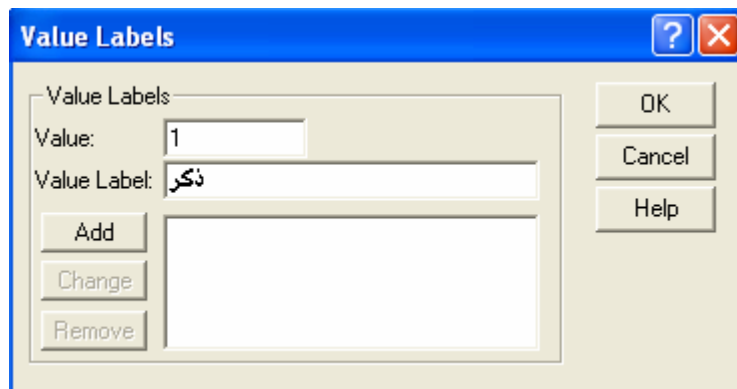 Value Labels
Value Labels
Value: 1
Value Label: ذكر
Add
Change
Remove
OK
Cancel
Help